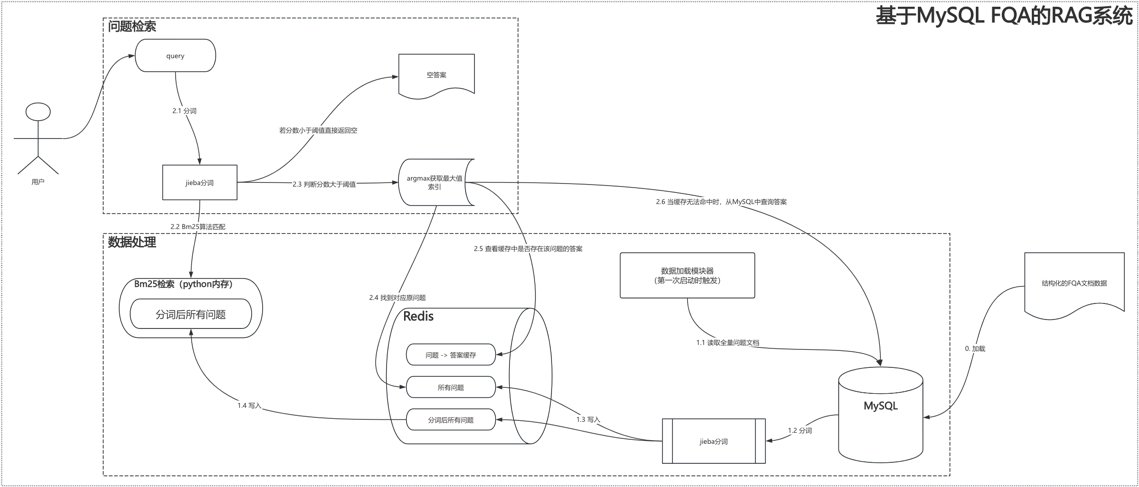 基于MySQL FQA的RAG系统
问题检索
query
空答案
2.1 分词
若分数小于阈值直接返回空
用户
jieba分词
2.3 判断分数大于阈值
argmax获取最大值
索引
2.6 当缓存无法命中时，从MySQL中查询答案
2.2 Bm25算法匹配
数据处理
2.5 查看缓存中是否存在该问题的答案
数据加载模块器
（第一次启动时触发）
结构化的FQA文档数据
Bm25检索（python内存）
分词后所有问题
2.4 找到对应原问题
Redis
1.1 读取全量问题文档
0. 加载
问题 -> 答案缓存
所有问题
1.4 写入
分词后所有问题
1.3 写入
MySQL
1.2 分词
jieba分词